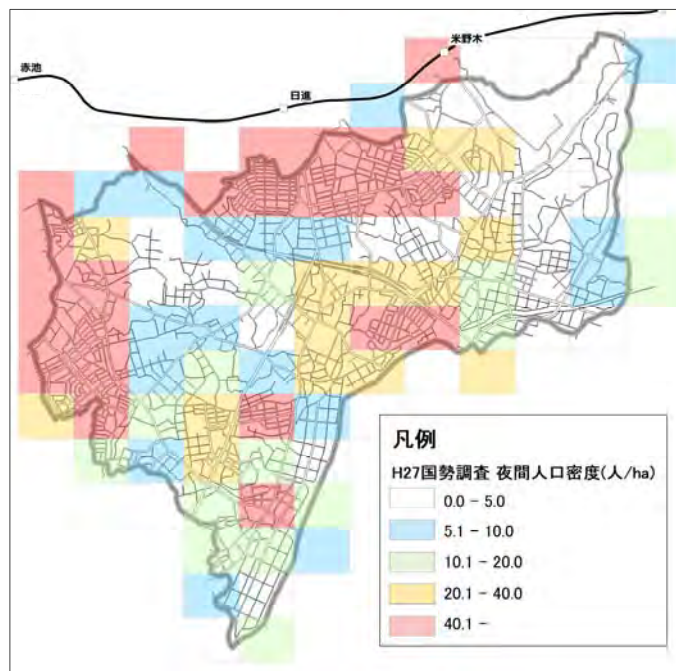 米野木
赤池
日進
凡例
H27国勢調査 夜間人口密度(人/ha)
0.0 - 5.0
5.1 - 10.0
10.1 - 20.0
20.1 - 40.0
40.1 -